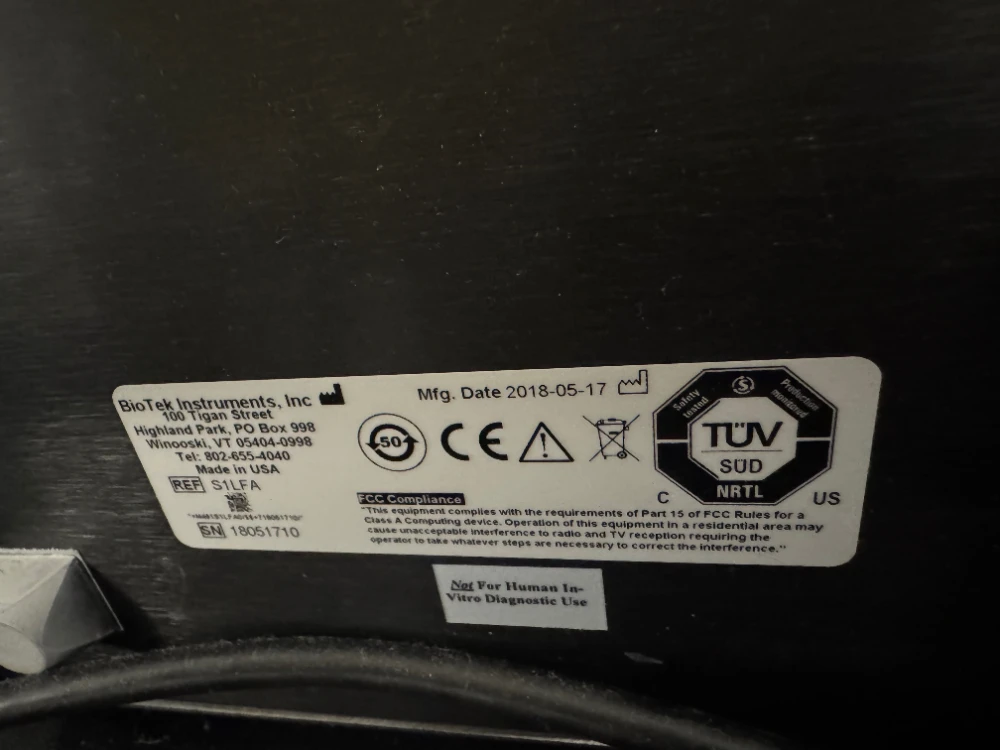 BioTek Instruments, Inc
100 Tigan Street
Highland Park, PO Box 998
Winooski, VT 05404-0998
Tel: 802-655-4040
Made in USA
REF S1LFA
SN 18051710
Mfg. Date 2018-05-17
50
CE
Safety tested
S
Production monitored
TÜV
SÜD
NRTL
C US
FCC Compliance
"This equipment complies with the requirements of Part 15 of FCC Rules for a
Class A Computing device. Operation of this equipment in a residential area may
cause unacceptable interference to radio and TV reception requiring the
operator to take whatever steps are necessary to correct the interference."
Not For Human In-
Vitro Diagnostic Use